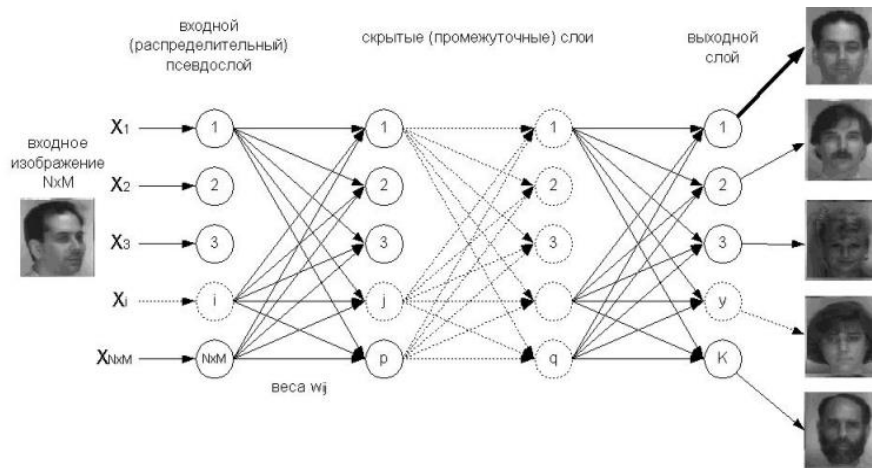 входной
(распределительный)
псевдослой
скрытые (промежуточные) слои
выходной
слой
входное
изображение
NxM
X1
X2
X3
Xi
XNxM
1
2
3
i
NxM
веса wij
1
2
3
j
p
1
2
3
q
1
2
3
y
K